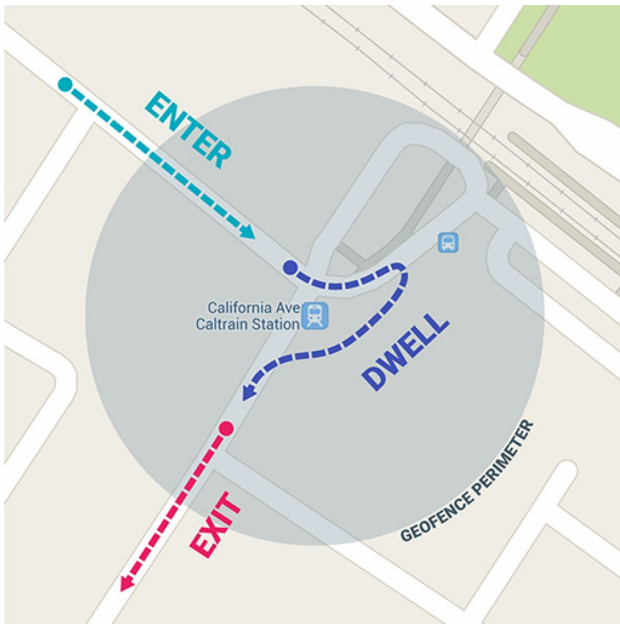 ENTER
California Ave
Caltrain Station
DWELL
GEOFENCE PERIMETER
EXIT